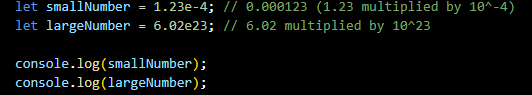 let smallNumber = 1.23e-4; // 0.000123 (1.23 multiplied by 10^-4)
let largeNumber = 6.02e23; // 6.02 multiplied by 10^23
console.log(smallNumber);
console.log(largeNumber);